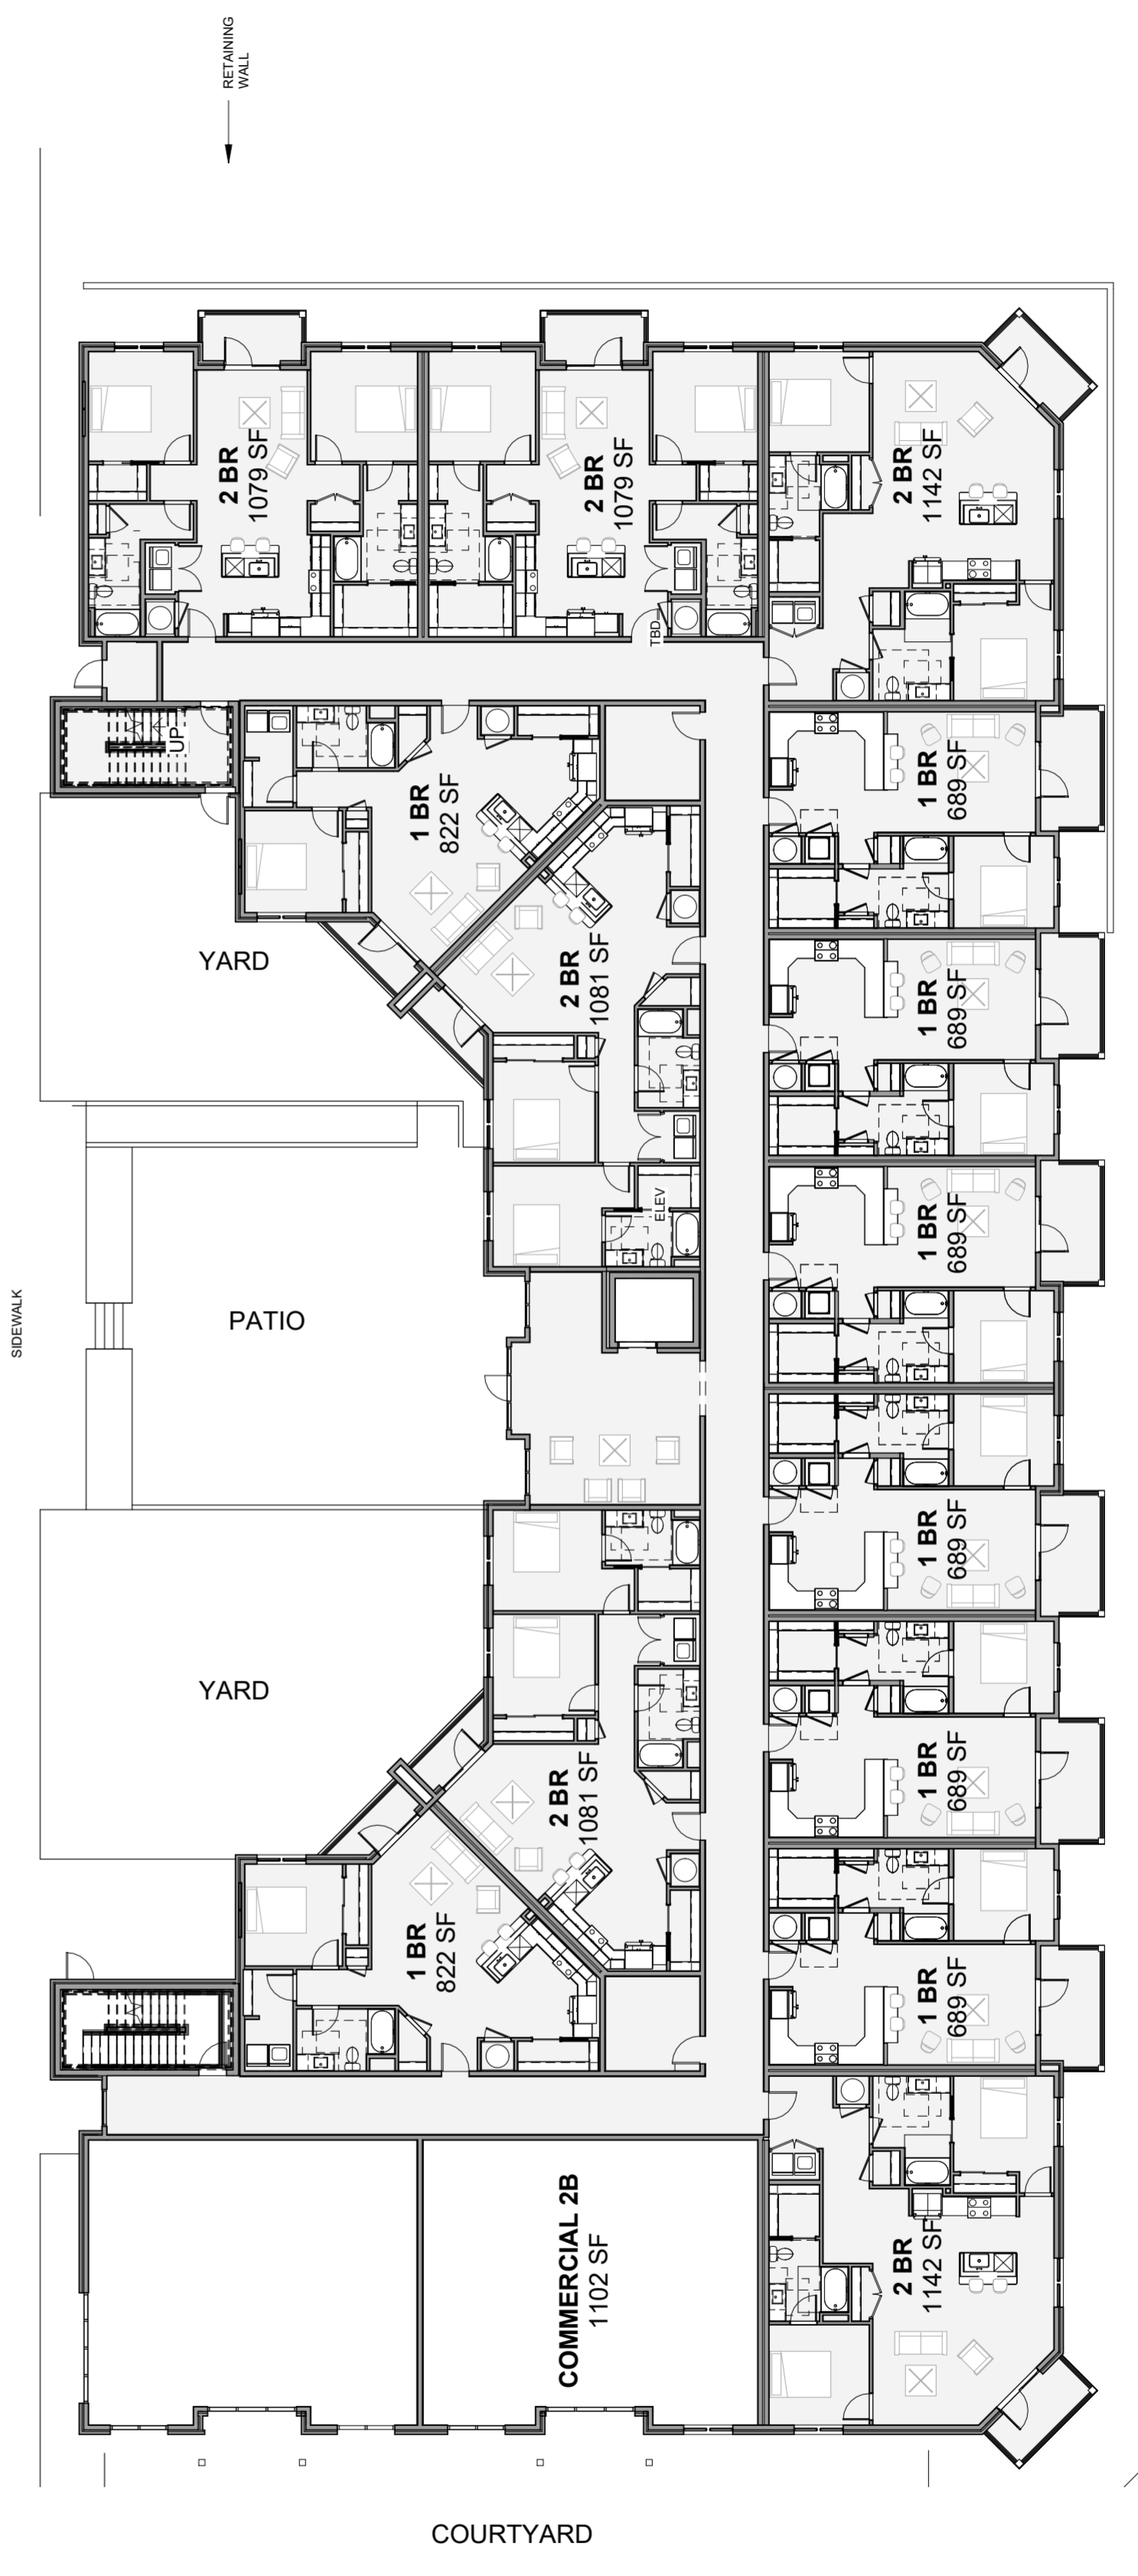 RETAINING
WALL
2 BR
1079 SF
2 BR
1079 SF
2 BR
1142 SF
TBD
UP
1 BR
822 SF
1 BR
689 SF
YARD
2 BR
1081 SF
1 BR
689 SF
ELEV
1 BR
689 SF
SIDEWALK
PATIO
1 BR
689 SF
YARD
2 BR
1081 SF
1 BR
689 SF
1 BR
822 SF
1 BR
689 SF
COMMERCIAL 2B
1102 SF
2 BR
1142 SF
COURTYARD